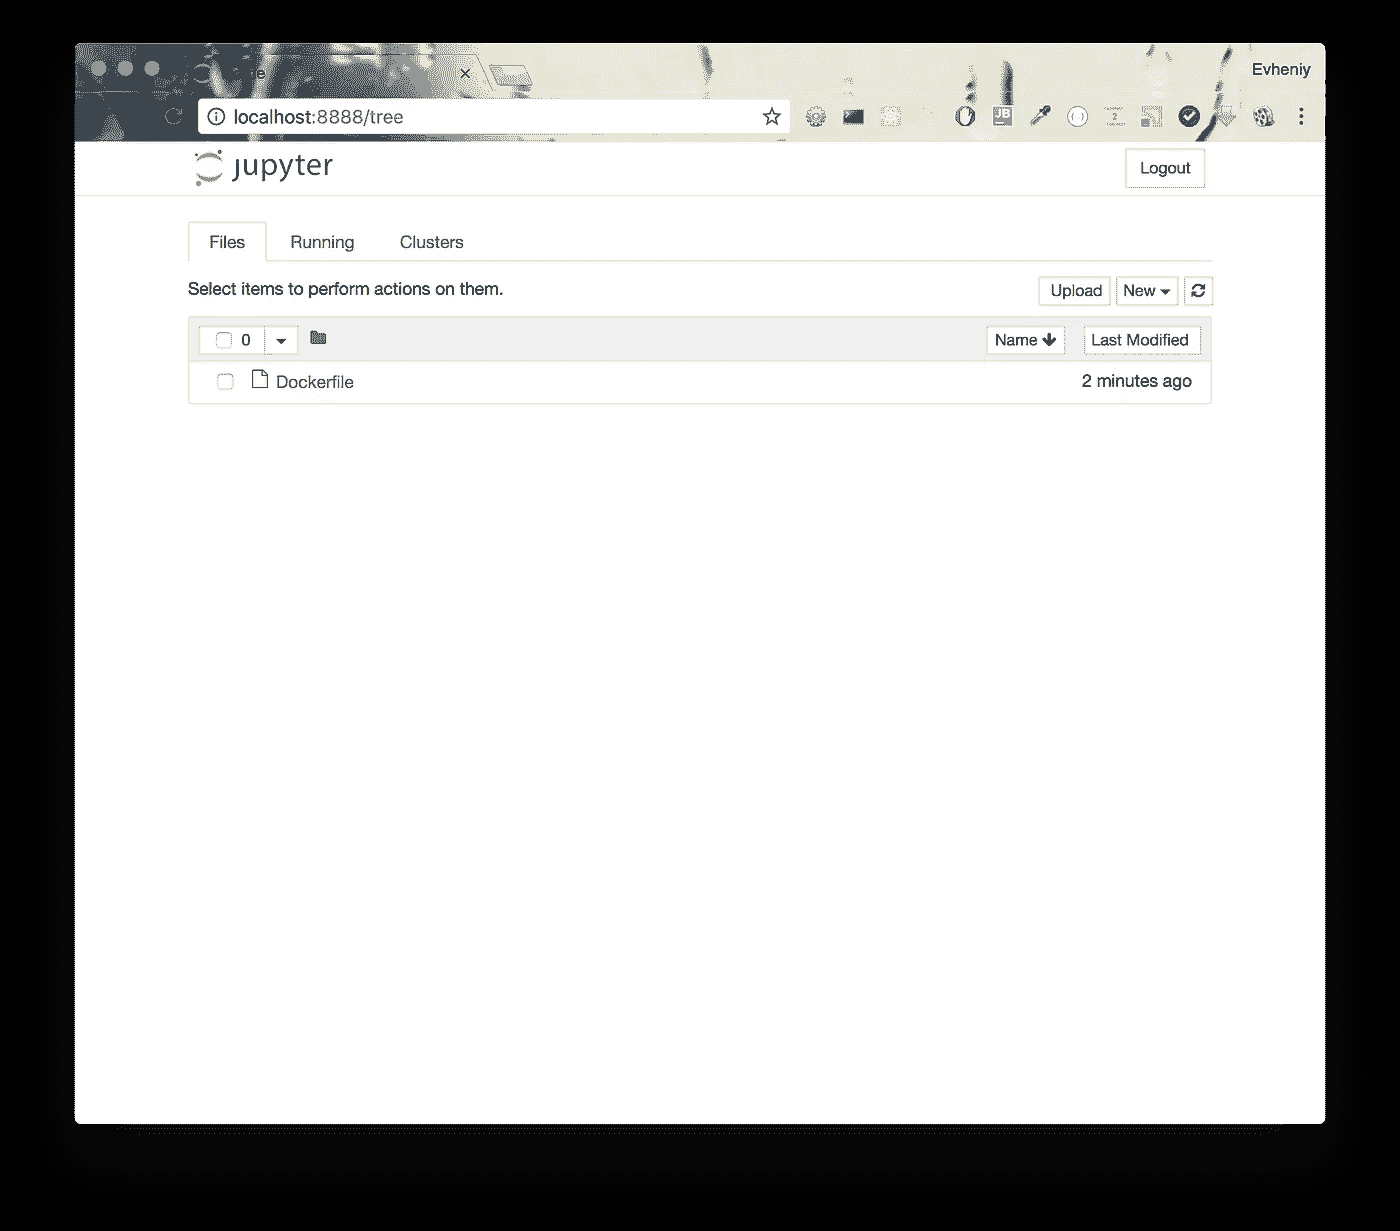 Evheniy
localhost:8888/tree
JB
2
jupyter
Logout
Files Running Clusters
Select items to perform actions on them.
Upload New
0 Name Last Modified
Dockerfile 2 minutes ago